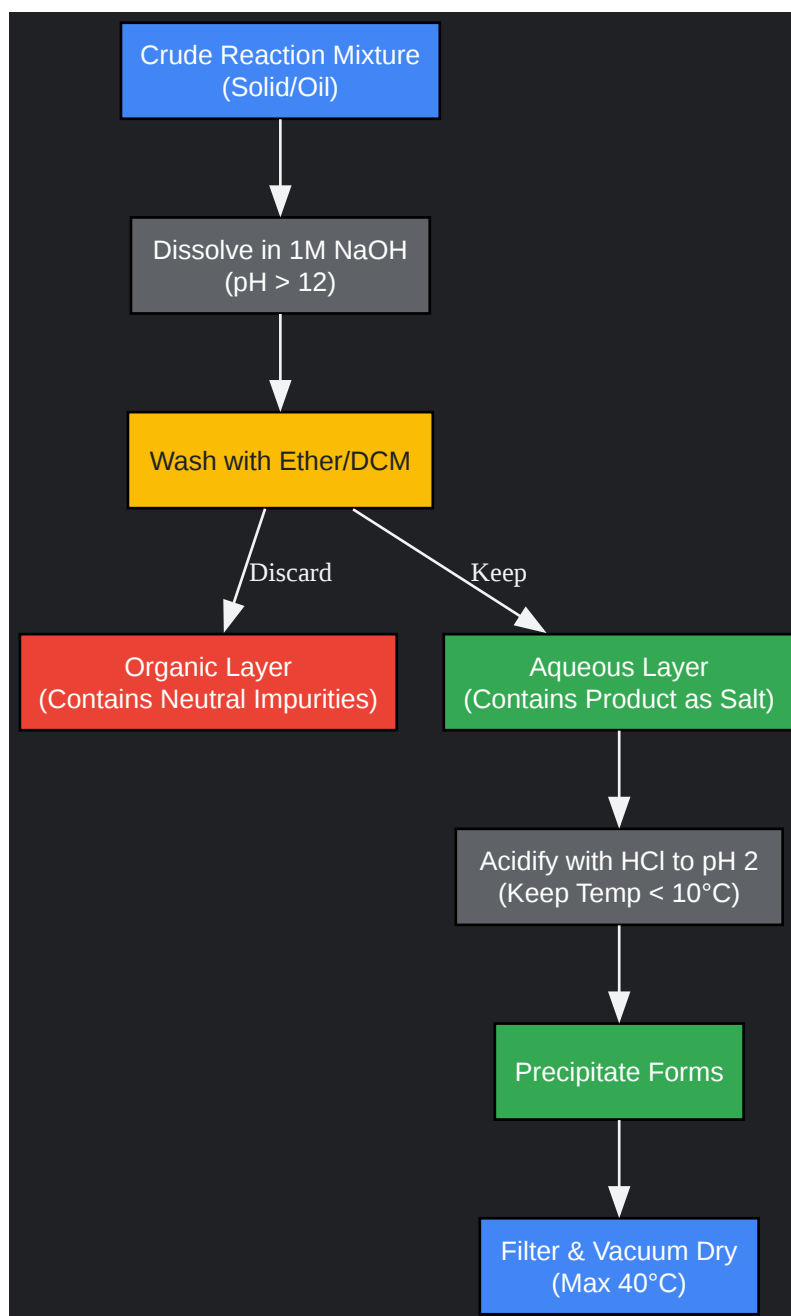 Crude Reaction Mixture
(Solid/Oil)
Dissolve in 1M NaOH
(pH > 12)
Wash with Ether/DCM
Discard
Keep
Organic Layer
(Contains Neutral Impurities)
Aqueous Layer
(Contains Product as Salt)
Acidify with HCl to pH 2
(Keep Temp < 10°C)
Precipitate Forms
Filter & Vacuum Dry
(Max 40°C)